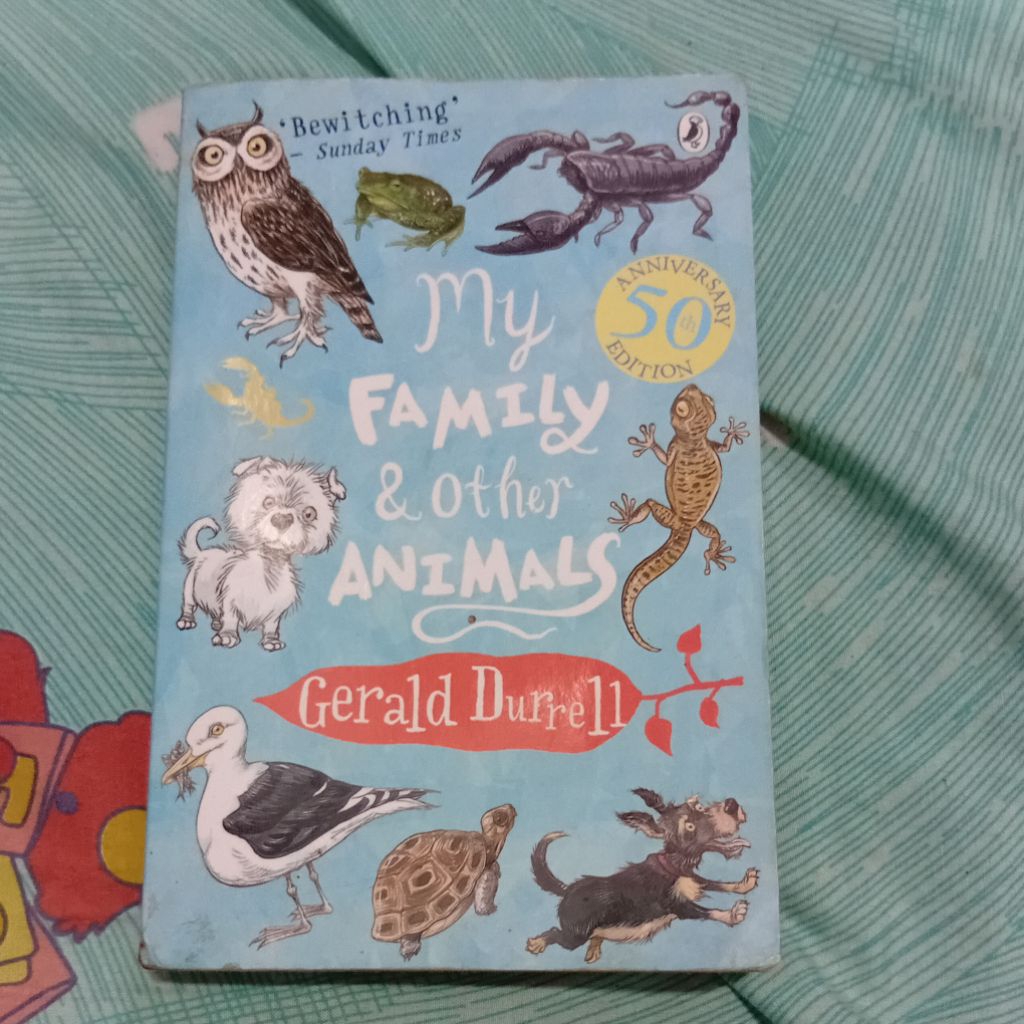 'Bewitching'
– Sunday Times
My
FAMILY
& other
ANIMALS
ANNIVERSARY
50th
EDITION
Gerald Durrell